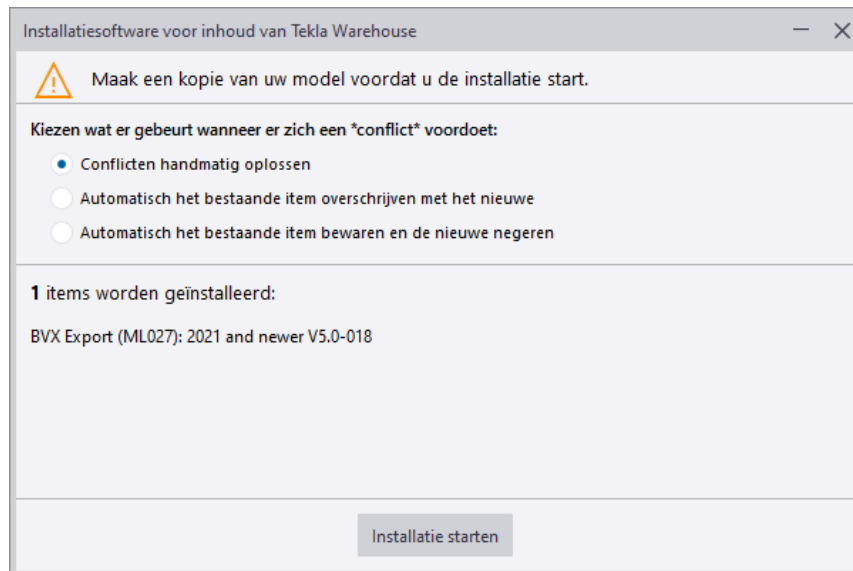 Installatiesoftware voor inhoud van Tekla Warehouse
Maak een kopie van uw model voordat u de installatie start.
Kiezen wat er gebeurt wanneer er zich een *conflict* voordoet:
Conflicten handmatig oplossen
Automatisch het bestaande item overschrijven met het nieuwe
Automatisch het bestaande item bewaren en de nieuwe negeren
1 items worden geïnstalleerd:
BVX Export (ML027): 2021 and newer V5.0-018
Installatie starten